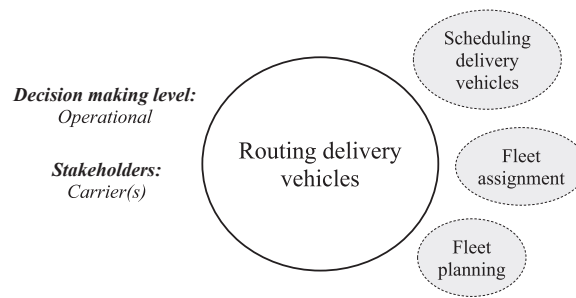 Decision making level:
Operational
Stakeholders:
Carrier(s)
Routing delivery
vehicles
Scheduling
delivery
vehicles
Fleet
assignment
Fleet
planning